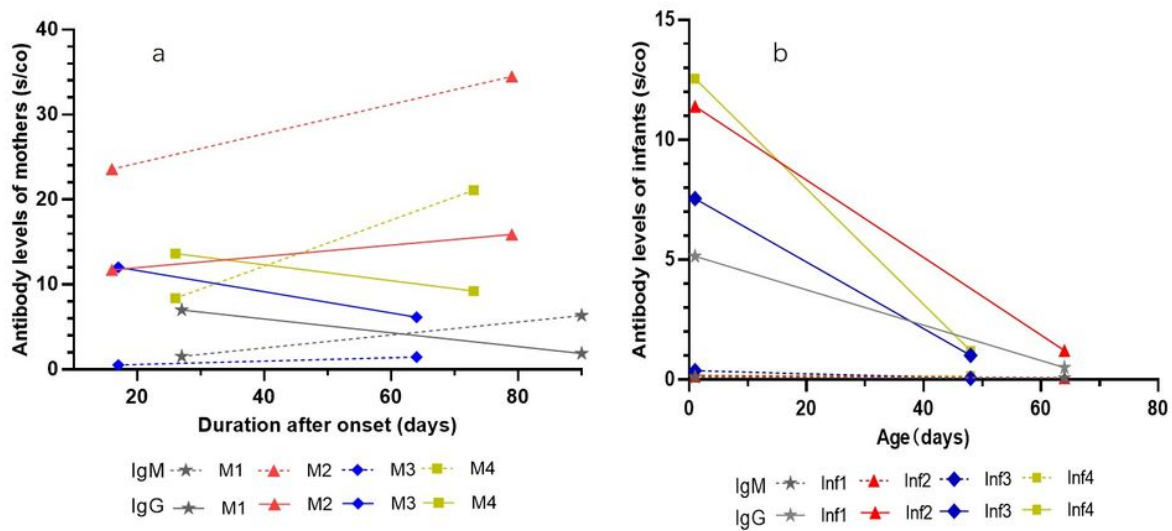 a
Antibody levels of mothers (s/co)
40
30
20
10
0
20
40
60
80
Duration after onset (days)
IgM M1 M2 M3 M4
IgG M1 M2 M3 M4
b
Antibody levels of infants (s/co)
15
10
5
0
0
20
40
60
80
Age(days)
IgM Inf1 Inf2 Inf3 Inf4
IgG Inf1 Inf2 Inf3 Inf4